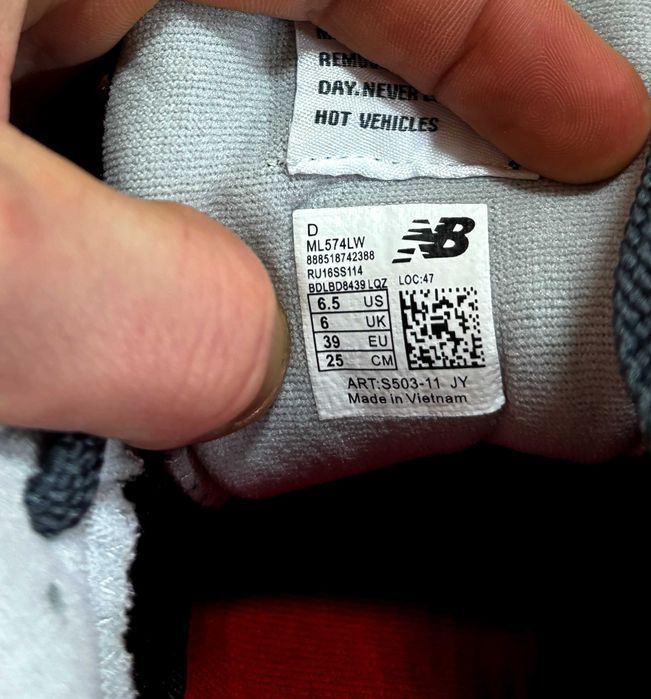 DAY. NEVER
HOT VEHICLES
D
ML574LW
NB
888518742388
RU16SS114
BDLBD8439 LQZ LOC:47
6.5 US
6 UK
39 EU
25 CM
ART:S503-11 JY
Made in Vietnam